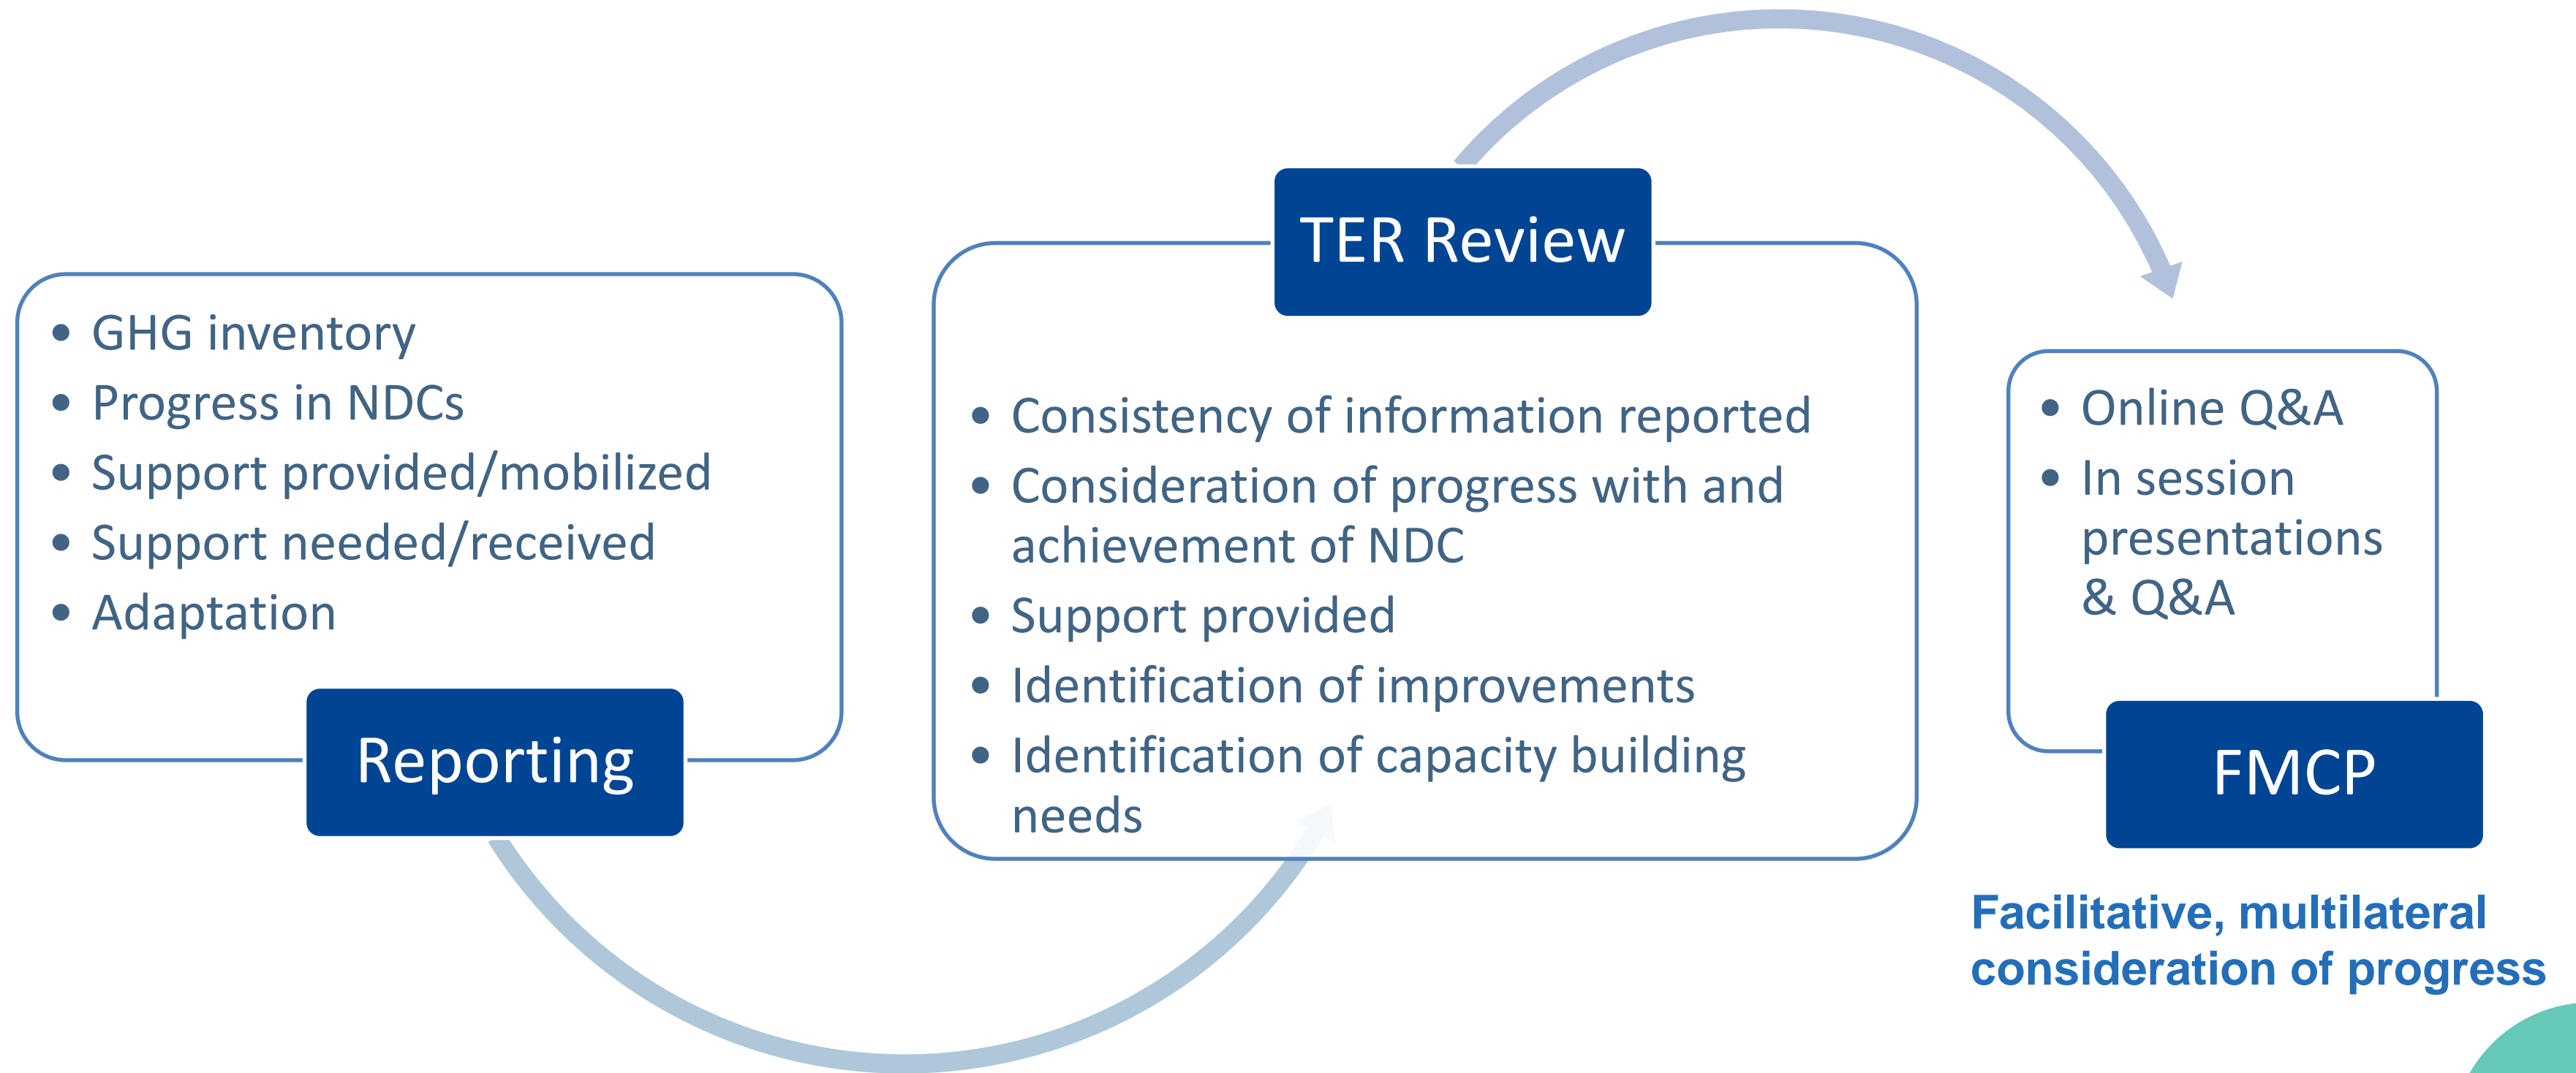 • GHG inventory
• Progress in NDCs
• Support provided/mobilized
• Support needed/received
• Adaptation
Reporting
TER Review
• Consistency of information reported
• Consideration of progress with and
achievement of NDC
• Support provided
• Identification of improvements
• Identification of capacity building
needs
• Online Q&A
• In session
presentations
& Q&A
FMCP
Facilitative, multilateral
consideration of progress